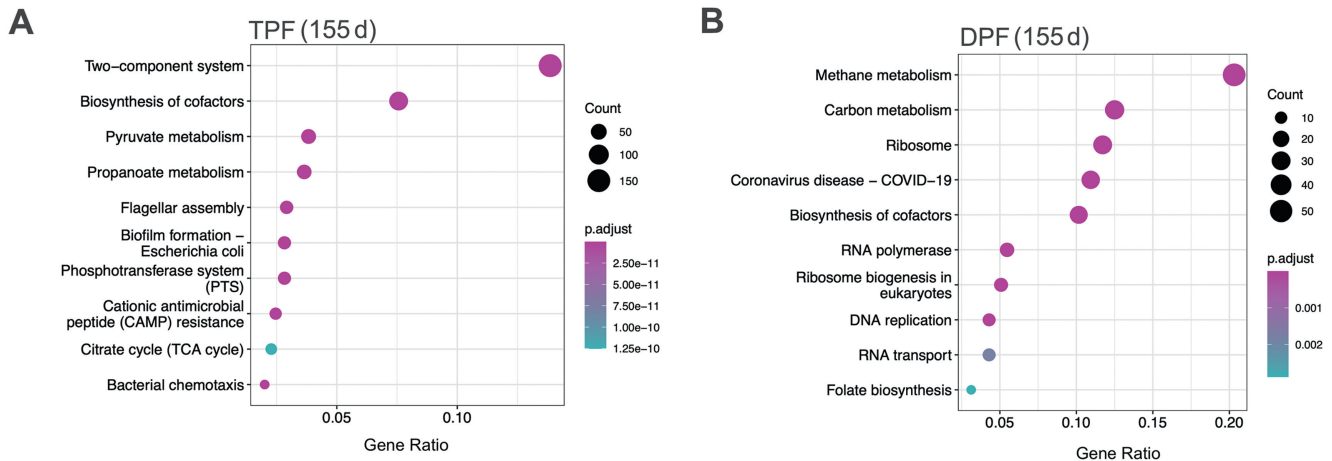 A
TPF (155 d)
Two−component system
Biosynthesis of cofactors
Pyruvate metabolism
Propanoate metabolism
Flagellar assembly
Biofilm formation −
Escherichia coli
Phosphotransferase system
(PTS)
Cationic antimicrobial
peptide (CAMP) resistance
Citrate cycle (TCA cycle)
Bacterial chemotaxis
0.05
0.10
Gene Ratio
Count
50
100
150
p.adjust
2.50e−11
5.00e−11
7.50e−11
1.00e−10
1.25e−10
B
DPF (155 d)
Methane metabolism
Carbon metabolism
Ribosome
Coronavirus disease − COVID−19
Biosynthesis of cofactors
RNA polymerase
Ribosome biogenesis in
eukaryotes
DNA replication
RNA transport
Folate biosynthesis
0.05
0.10
0.15
0.20
Gene Ratio
Count
10
20
30
40
50
p.adjust
0.001
0.002